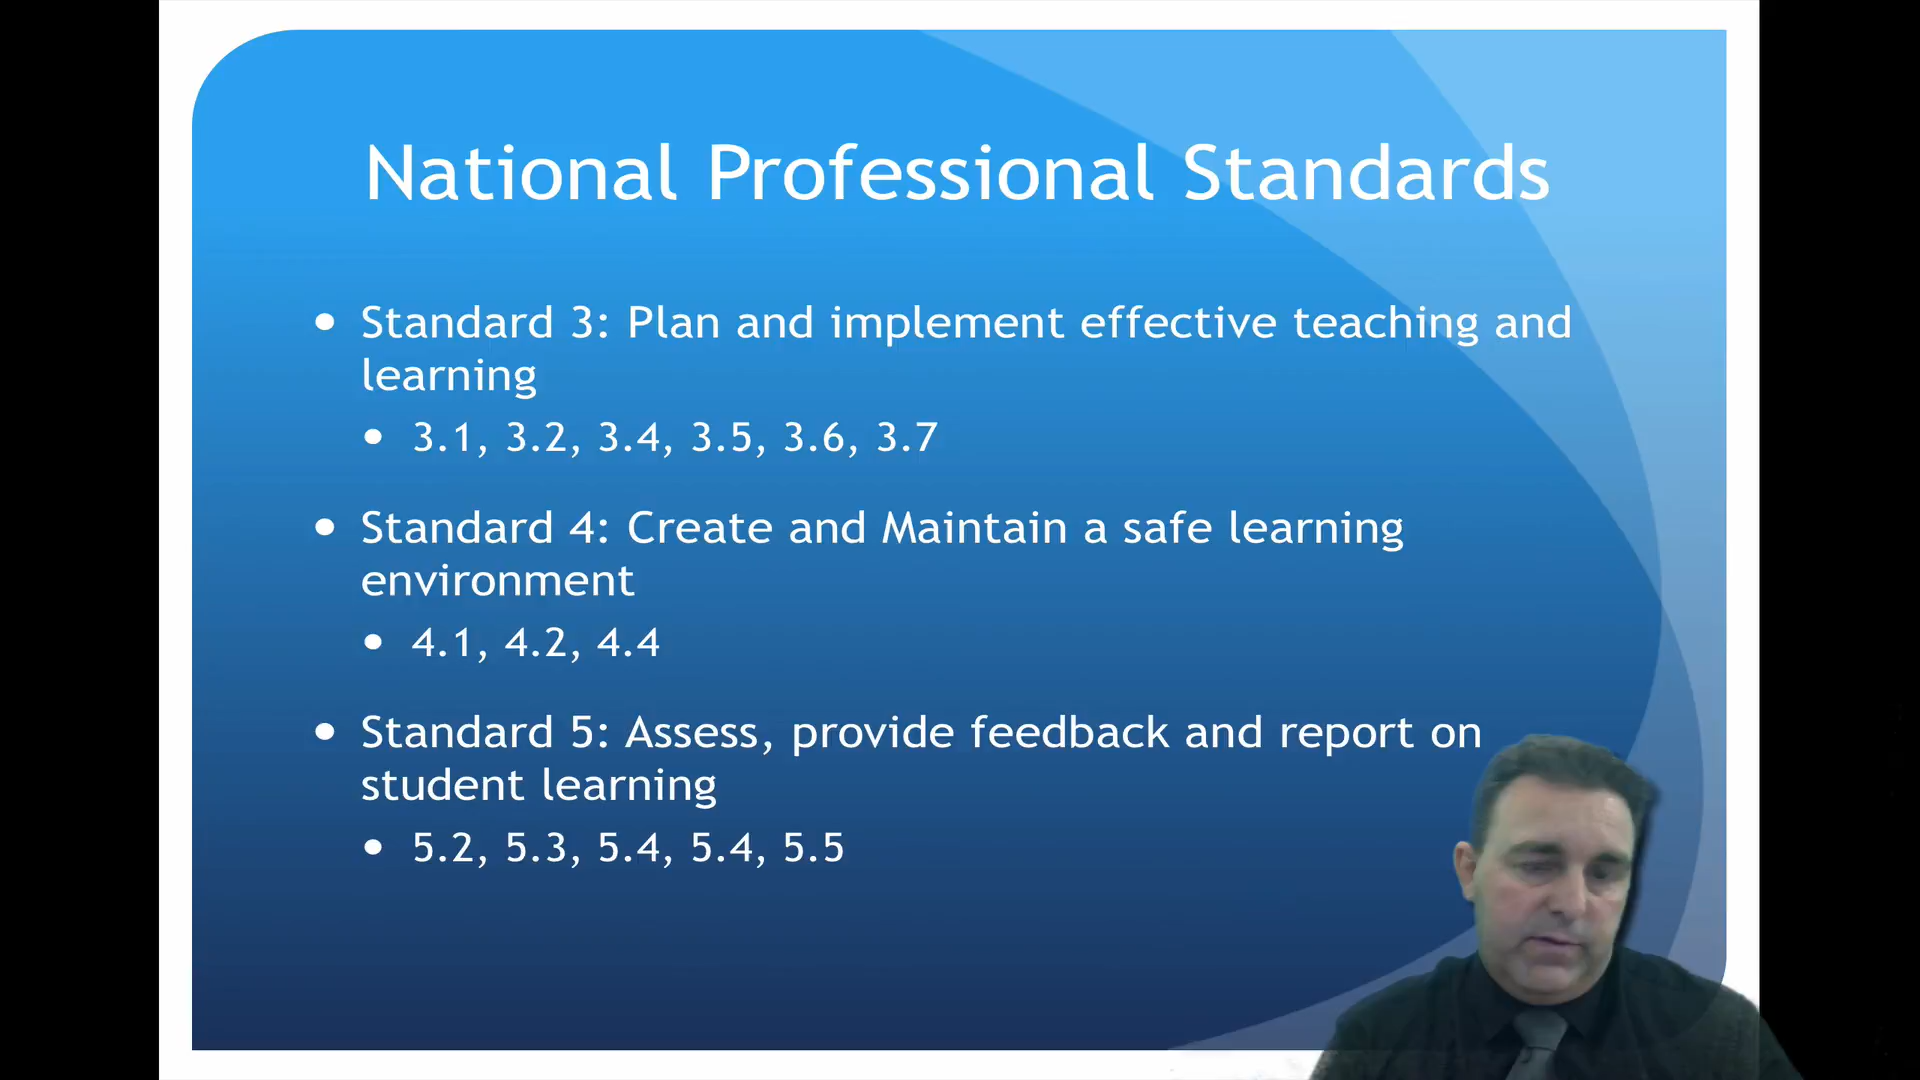 National Professional Standards
• Standard 3: Plan and implement effective teaching and
learning
• 3.1, 3.2, 3.4, 3.5, 3.6, 3.7
• Standard 4: Create and Maintain a safe learning
environment
• 4.1, 4.2, 4.4
• Standard 5: Assess, provide feedback and report on
student learning
• 5.2, 5.3, 5.4, 5.4, 5.5